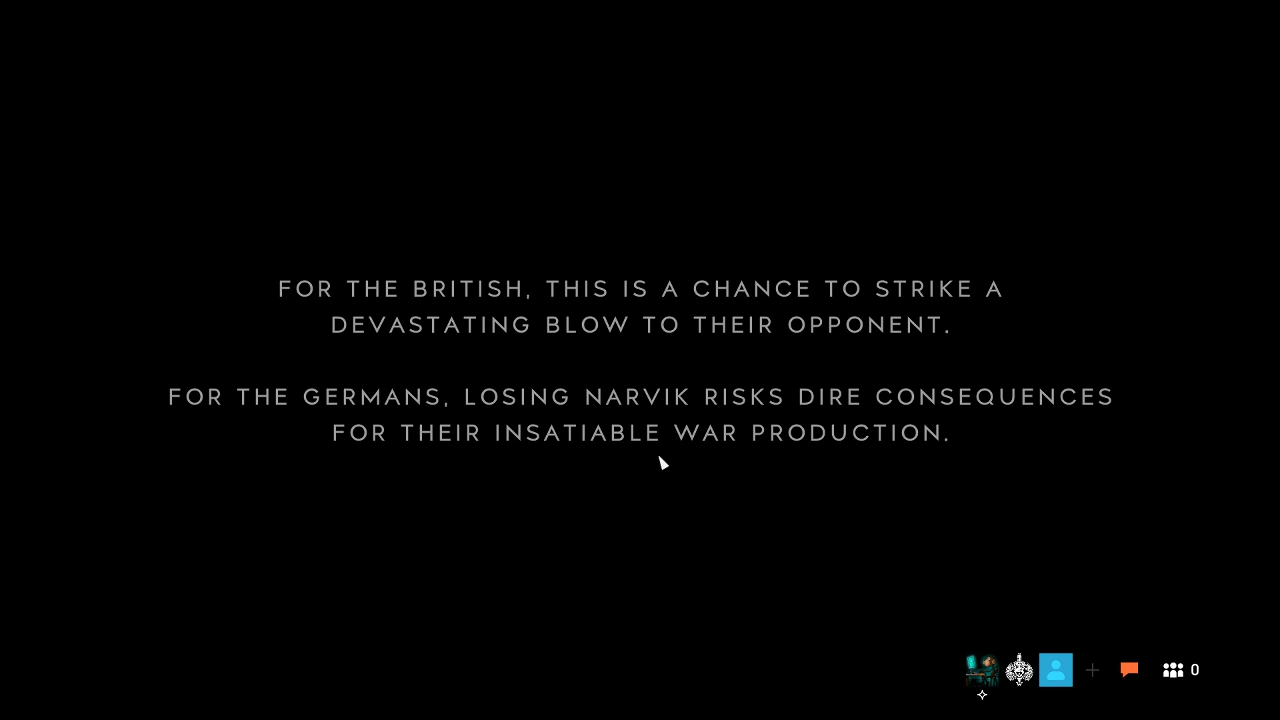 FOR THE BRITISH, THIS IS A CHANCE TO STRIKE A
DEVASTATING BLOW TO THEIR OPPONENT.
FOR THE GERMANS, LOSING NARVIK RISKS DIRE CONSEQUENCES
FOR THEIR INSATIABLE WAR PRODUCTION.
0